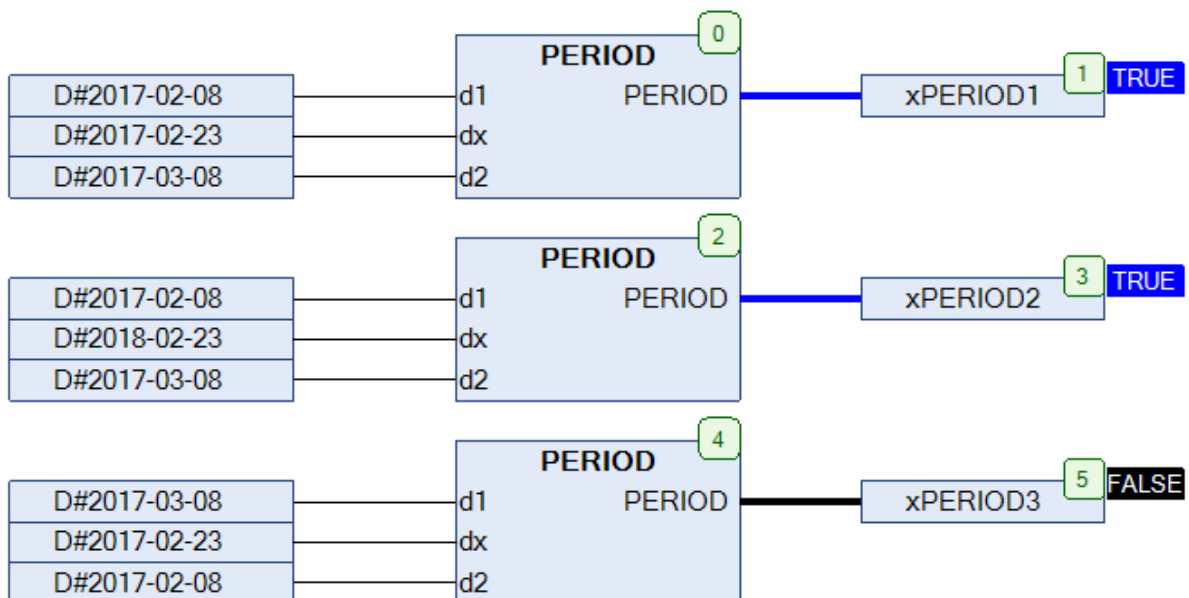 0
PERIOD
1 TRUE
D#2017-02-08 d1 PERIOD xPERIOD1
D#2017-02-23 dx
D#2017-03-08 d2
2
PERIOD
3 TRUE
D#2017-02-08 d1 PERIOD xPERIOD2
D#2018-02-23 dx
D#2017-03-08 d2
4
PERIOD
5 FALSE
D#2017-03-08 d1 PERIOD xPERIOD3
D#2017-02-23 dx
D#2017-02-08 d2